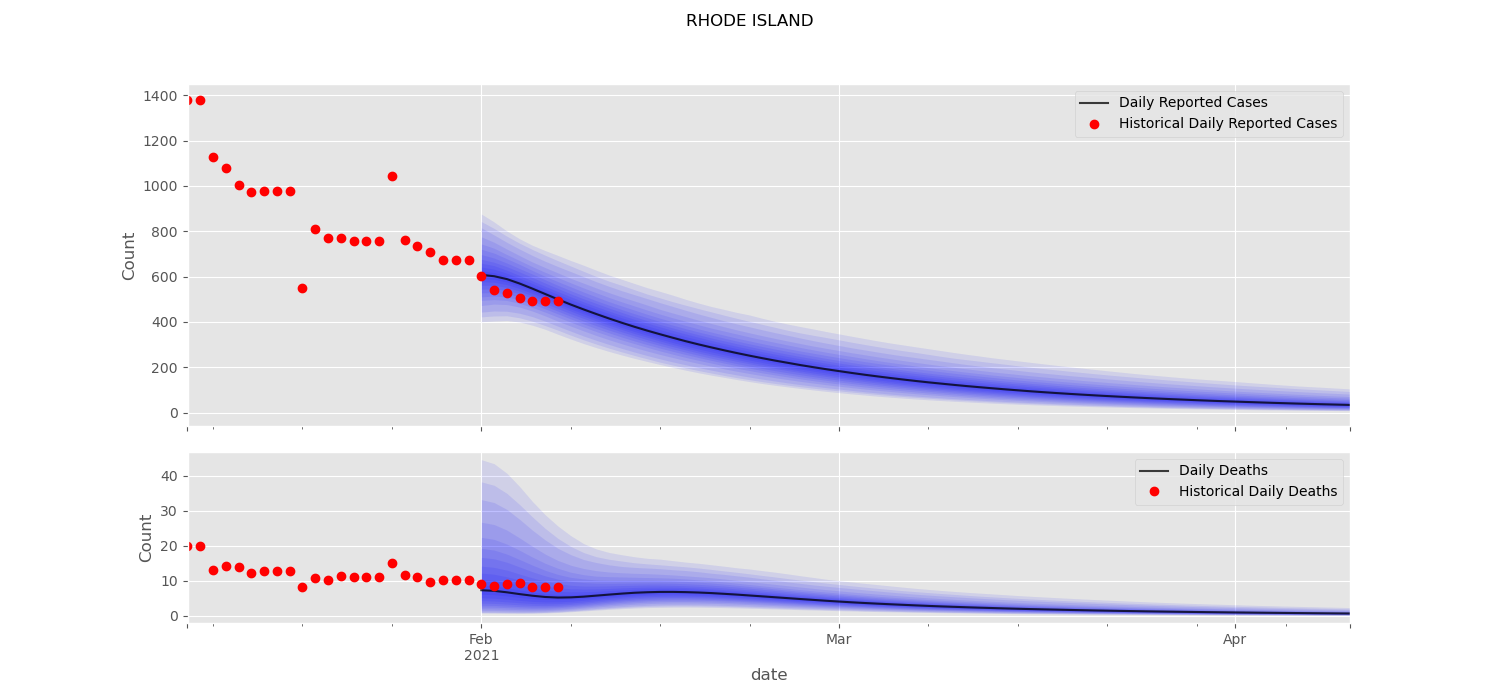 RHODE ISLAND
1400
1200
1000
800
600
400
200
0
Count
Daily Reported Cases
Historical Daily Reported Cases
40
30
20
10
0
Count
Daily Deaths
Historical Daily Deaths
Feb
2021
Mar
Apr
date